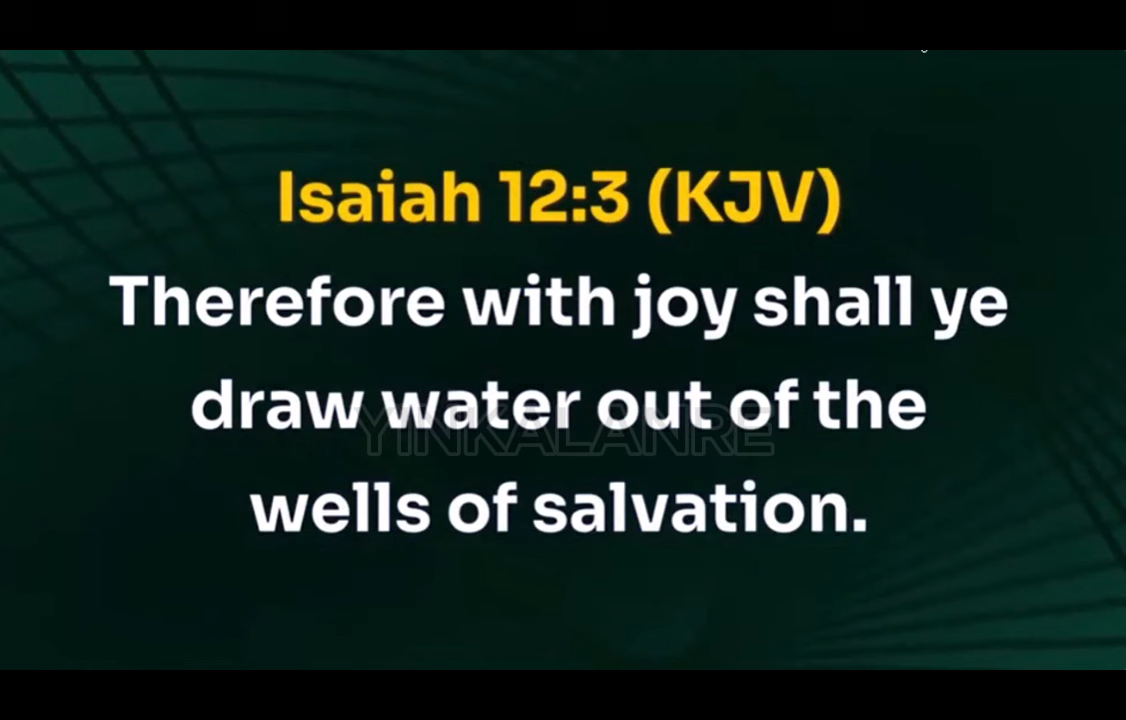 Isaiah 12:3 (KJV)
Therefore with joy shall ye
draw water out of the
YINKALANRE
wells of salvation.